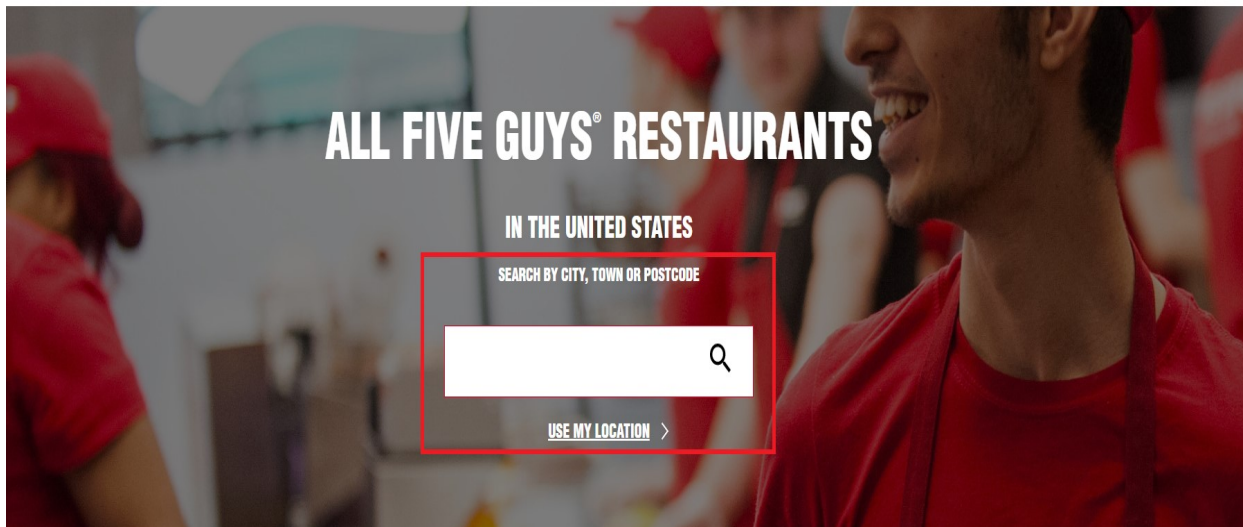 ALL FIVE GUYS® RESTAURANTS
IN THE UNITED STATES
SEARCH BY CITY, TOWN OR POSTCODE
USE MY LOCATION